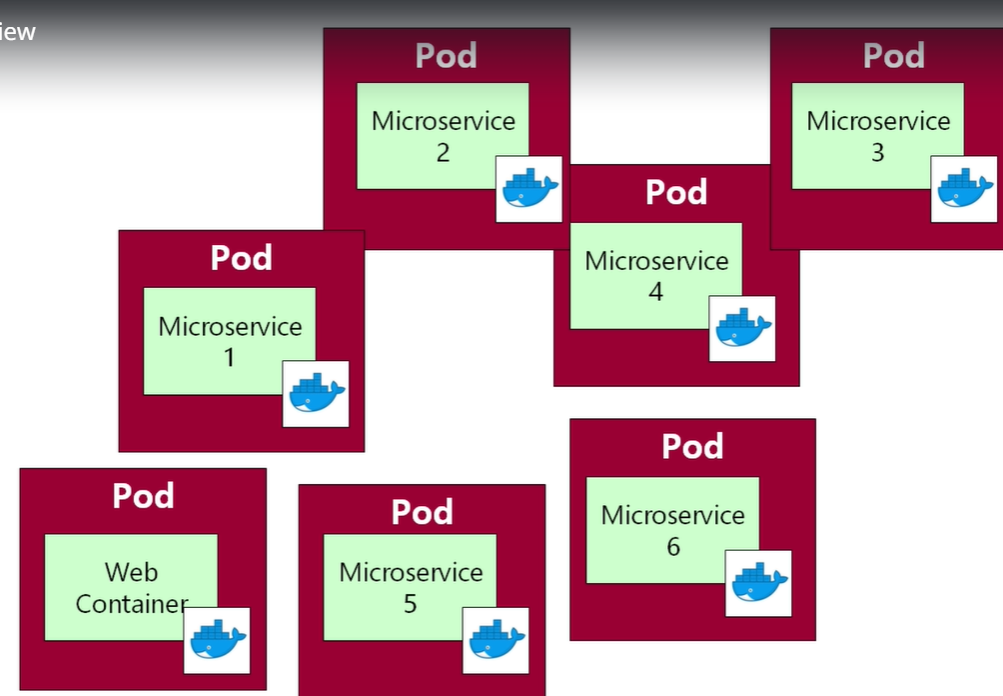 iew
Pod
Microservice
2
Pod
Microservice
3
Pod
Microservice
4
Pod
Microservice
1
Pod
Microservice
6
Pod
Web
Container
Pod
Microservice
5